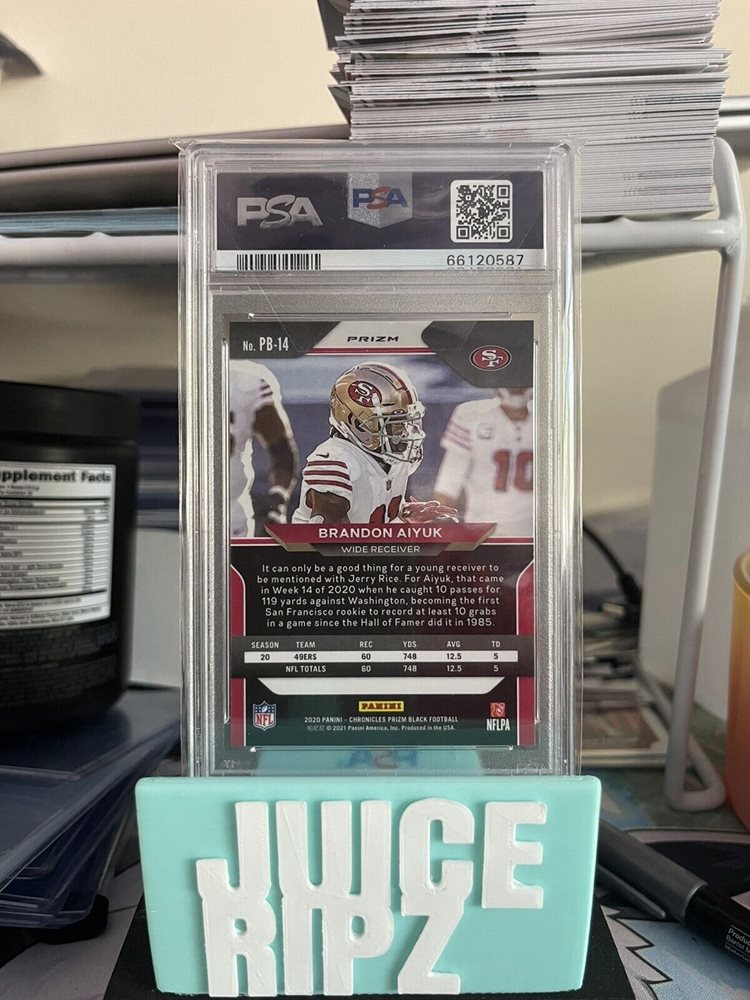 PSA
PSA
66120587
No. PB-14
PRIZM
SF
SF
10
BRANDON AIYUK
WIDE RECEIVER
It can only be a good thing for a young receiver to
be mentioned with Jerry Rice. For Aiyuk, that came
in Week 14 of 2020 when he caught 10 passes for
119 yards against Washington, becoming the first
San Francisco rookie to record at least 10 grabs
in a game since the Hall of Famer did it in 1985.
SEASON TEAM REC YDS AVG TD
20 49ERS 60 748 12.5 5
NFL TOTALS 60 748 12.5 5
PANINI
NFL
NFLPA
2020 PANINI – CHRONICLES PRIZM BLACK FOOTBALL
© 2021 Panini America, Inc. Produced in the USA.
pplement Facts
JUICE
RIPZ